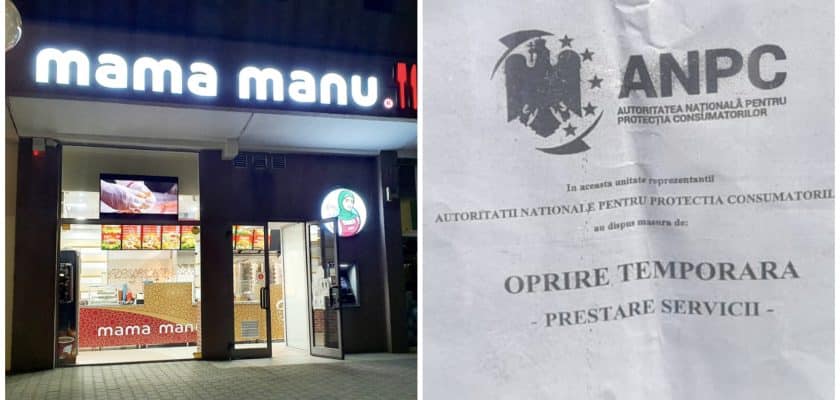 mama manu.
mama manu
ANPC
AUTORITATEA NAȚIONALĂ PENTRU
PROTECȚIA CONSUMATORILOR
In aceasta unitate reprezentantii
AUTORITATII NATIONALE PENTRU PROTECTIA CONSUMATORIL
au dispus masura de;
OPRIRE TEMPORARA
- PRESTARE SERVICII -